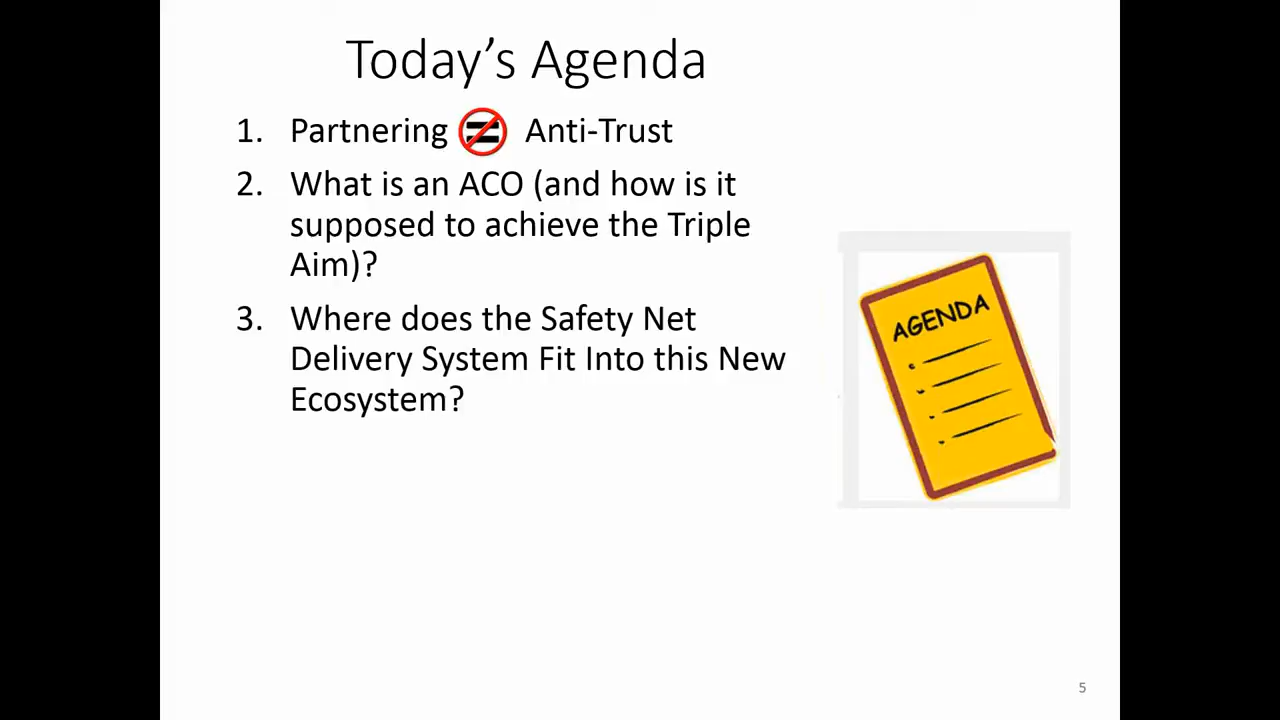 Today’s Agenda
1. Partnering ≠ Anti-Trust
2. What is an ACO (and how is it
supposed to achieve the Triple
Aim)?
3. Where does the Safety Net
Delivery System Fit Into this New
Ecosystem?
AGENDA
5